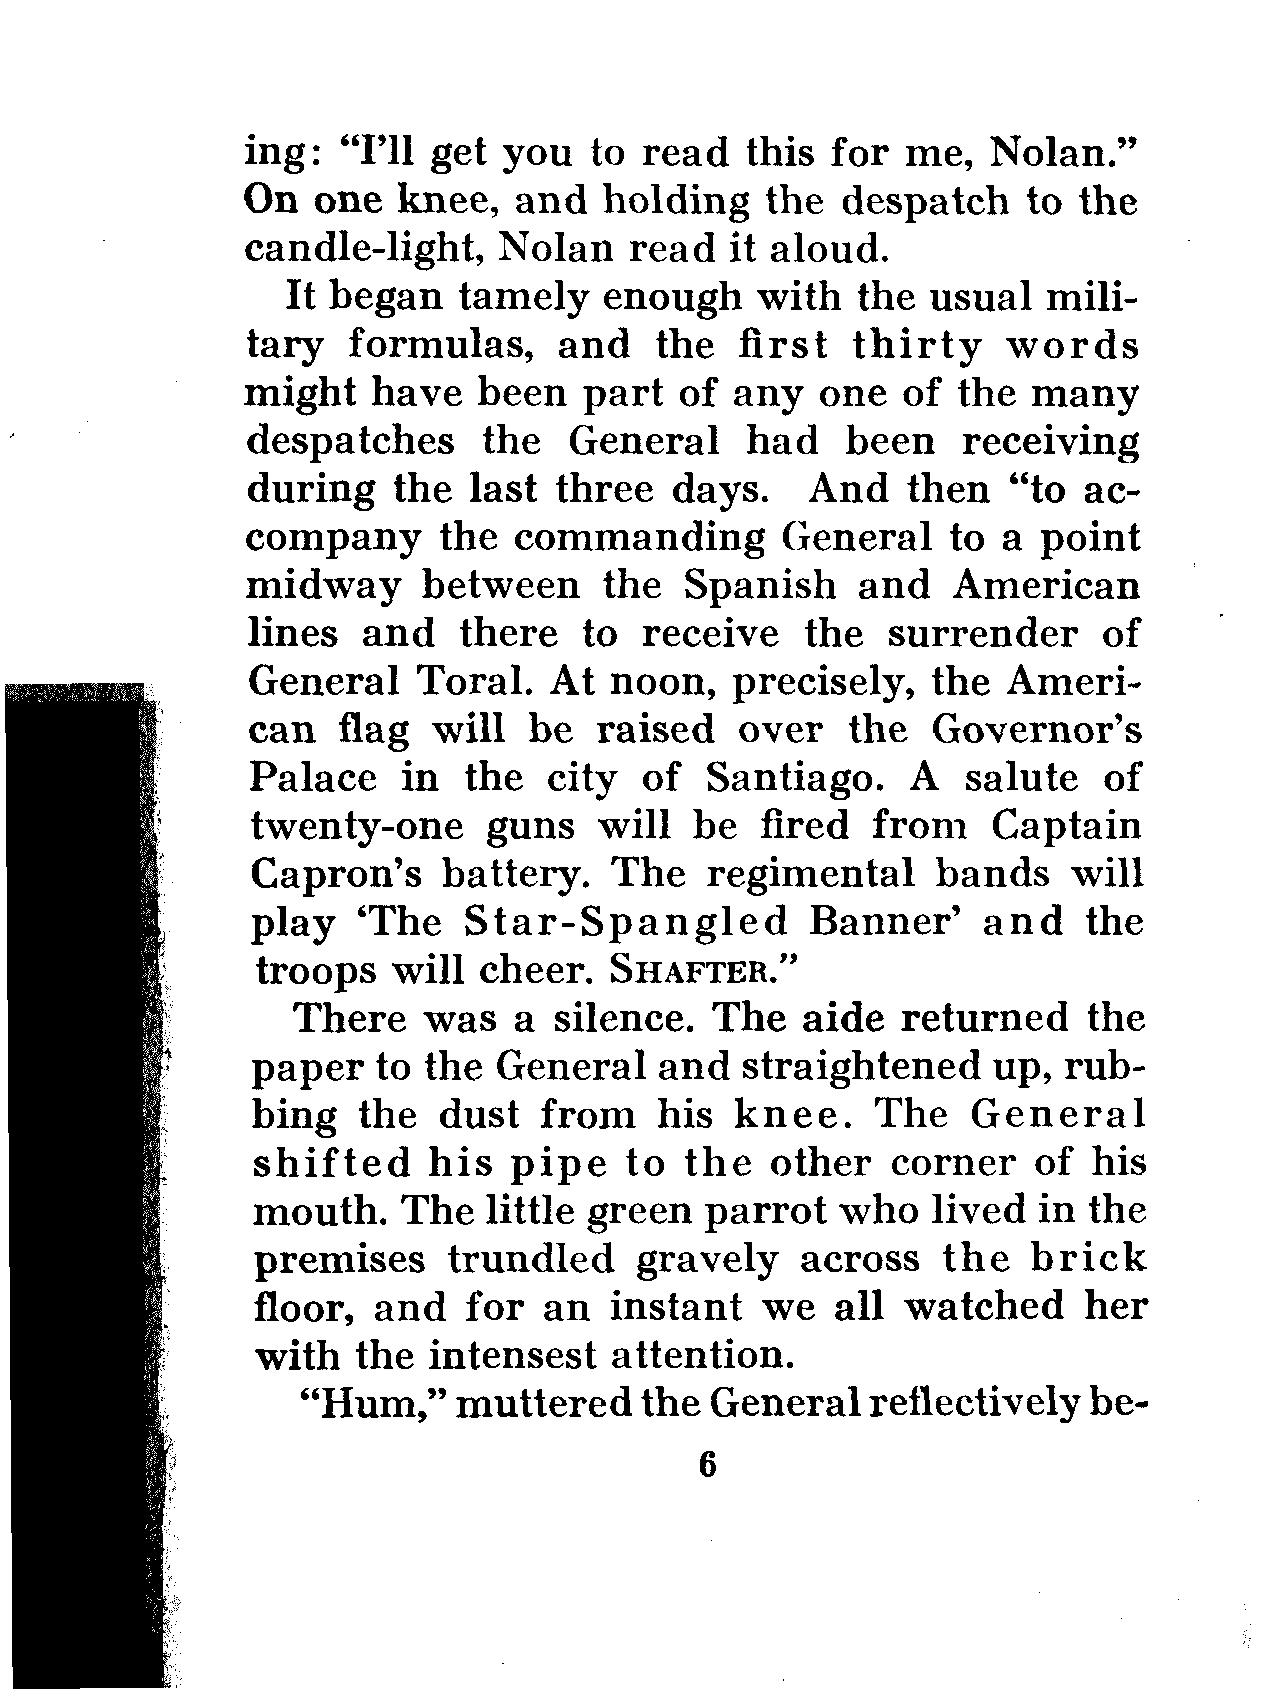 ing: “I’ll get you to read this for me, Nolan.”
On one knee, and holding the despatch to the
candle-light, Nolan read it aloud.
It began tamely enough with the usual mili-
tary formulas, and the first thirty words
might have been part of any one of the many
despatches the General had been receiving
during the last three days. And then “to ac-
company the commanding General to a point
midway between the Spanish and American
lines and there to receive the surrender of
General Toral. At noon, precisely, the Ameri-
can flag will be raised over the Governor’s
Palace in the city of Santiago. A salute of
twenty-one guns will be fired from Captain
Capron’s battery. The regimental bands will
play ‘The Star-Spangled Banner’ and the
troops will cheer. SHAFTER.”
There was a silence. The aide returned the
paper to the General and straightened up, rub-
bing the dust from his knee. The General
shifted his pipe to the other corner of his
mouth. The little green parrot who lived in the
premises trundled gravely across the brick
floor, and for an instant we all watched her
with the intensest attention.
“Hum,” muttered the General reflectively be-
6